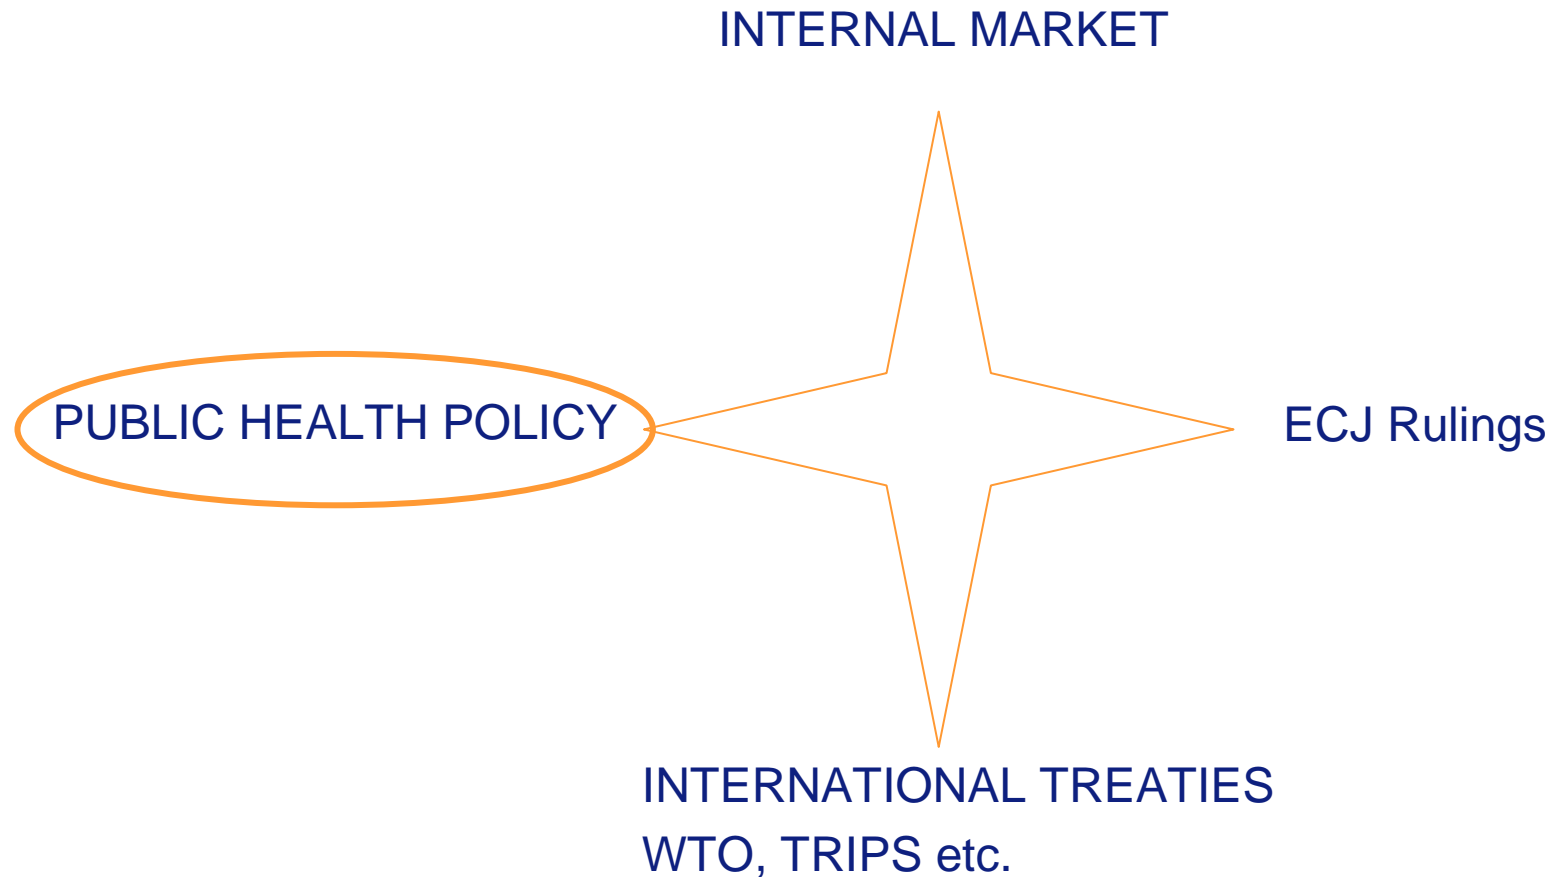 INTERNAL MARKET
PUBLIC HEALTH POLICY
ECJ Rulings
INTERNATIONAL TREATIES
WTO, TRIPS etc.